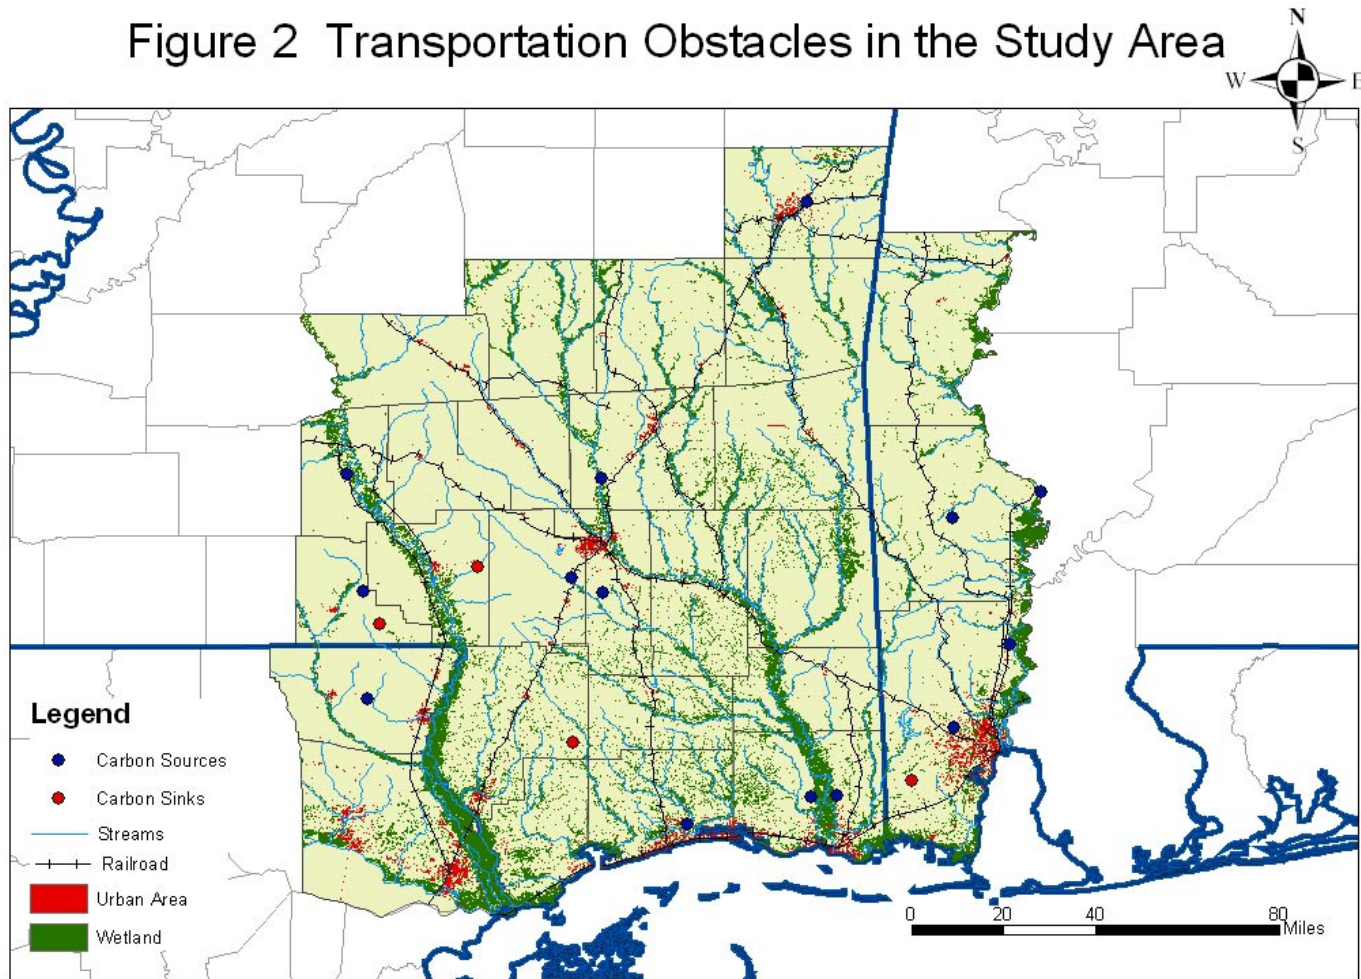 Figure 2 Transportation Obstacles in the Study Area
N
W E
S
Legend
Carbon Sources
Carbon Sinks
Streams
Railroad
Urban Area
Wetland
0 20 40 80
Miles